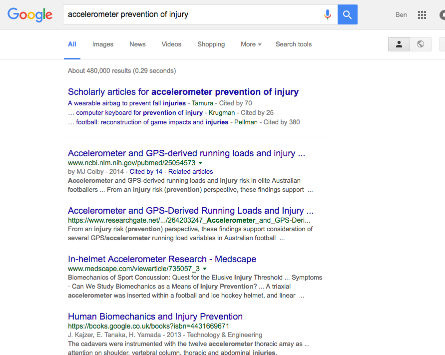 Google accelerometer prevention of injury Ben
All Images News Videos Shopping More Search tools
About 480,000 results (0.29 seconds)
Scholarly articles for accelerometer prevention of injury
A wearable airbag to prevent fall injuries - Tamura - Cited by 70
... computer keyboard for prevention of injury - Krugman - Cited by 26
... football: reconstruction of game impacts and injuries - Pellman - Cited by 380
Accelerometer and GPS-derived running loads and injury ...
www.ncbi.nlm.nih.gov/pubmed/25054573
by MJ Colby - 2014 - Cited by 14 - Related articles
Accelerometer and GPS-derived running loads and injury risk in elite Australian
footballers ... From an injury risk (prevention) perspective, these findings support ...
Accelerometer and GPS-Derived Running Loads and Injury ...
https://www.researchgate.net/.../264203247_Accelerometer_and_GPS-Deri...
From an injury risk (prevention) perspective, these findings support consideration of
several GPS/accelerometer running load variables in Australian football ...
In-helmet Accelerometer Research - Medscape
www.medscape.com/viewarticle/735057_3
Biomechanics of Sport Concussion: Quest for the Elusive Injury Threshold ... Symptoms
- Can We Study Biomechanics as a Means of Injury Prevention? ... A triaxial
accelerometer was inserted within a football and ice hockey helmet, and linear ...
Human Biomechanics and Injury Prevention
https://books.google.co.uk/books?isbn=4431669671
J. Kajzer, E. Tanaka, H. Yamada - 2013 - Technology & Engineering
The cadavers were instrumented with the twelve accelerometer thoracic array as ...
attention on shoulder, vertebral column, thoracic and abdominal injuries.